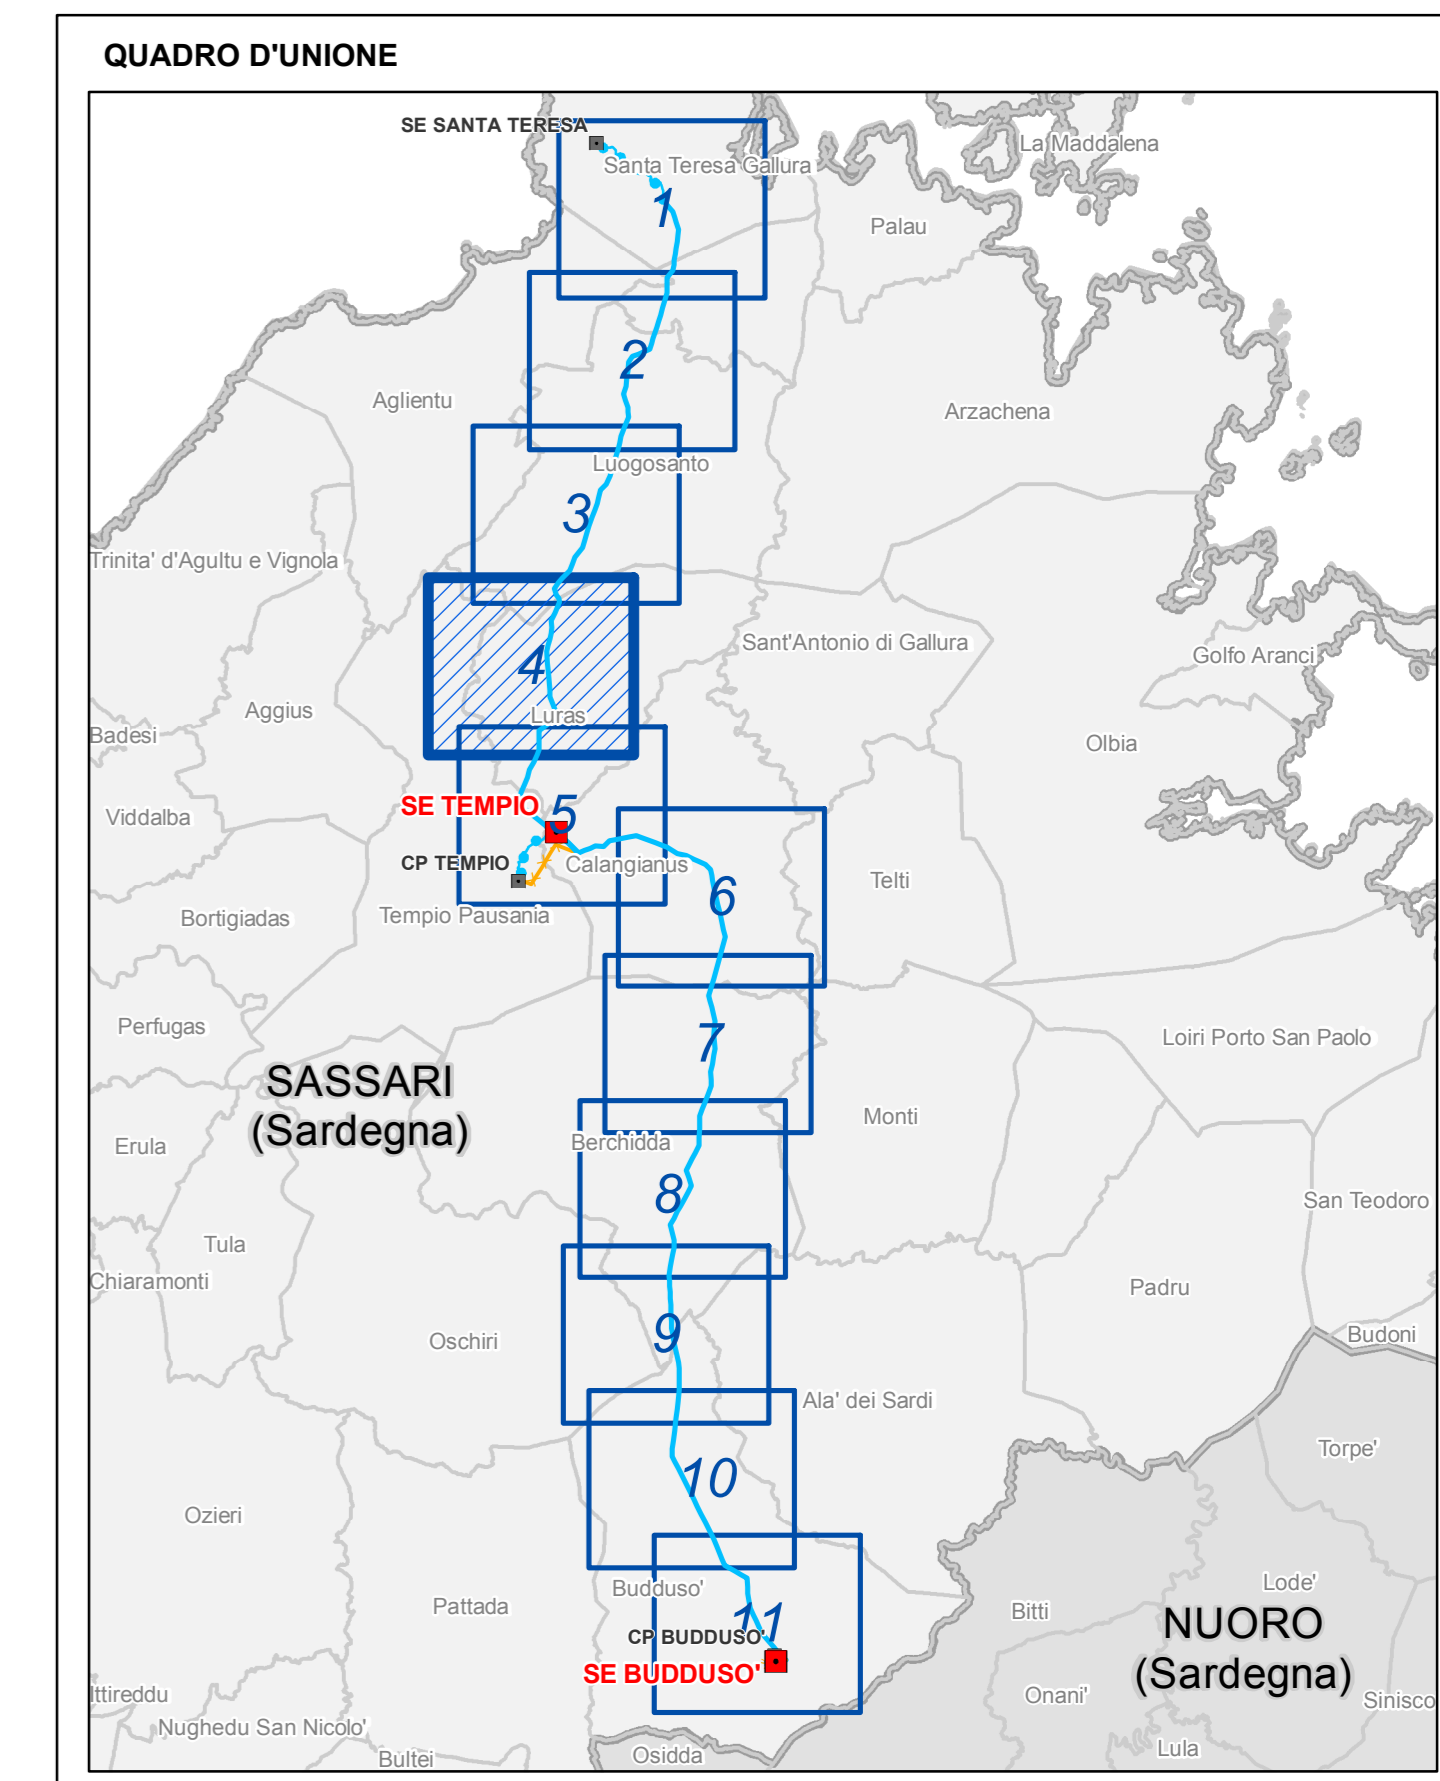 QUADRO D'UNIONE
SE SANTA TERESA
La Maddalena
Santa Teresa Gallura
1
Palau
2
Aglientu
Arzachena
Luogosanto
3
Trinita' d'Agultu e Vignola
Sant'Antonio di Gallura
Golfo Aranci
4
Aggius
Luras
Badesi
Olbia
SE TEMPIO
5
Viddalba
CP TEMPIO
Calangianus
Telti
6
Bortigiadas
Tempio Pausania
Perfugas
Loiri Porto San Paolo
7
SASSARI
(Sardegna)
Monti
Erula
Berchidda
8
San Teodoro
Tula
Chiaramonti
Padru
9
Oschiri
Budoni
Ala' dei Sardi
Torpe'
10
Ozieri
Lode'
Budduso'
Pattada
Bitti
11
NUORO
(Sardegna)
CP BUDDUSO'
SE BUDDUSO'
Ittireddu
Onani'
Sinisco
Nughedu San Nicolo'
Lula
Bultei
Osidda